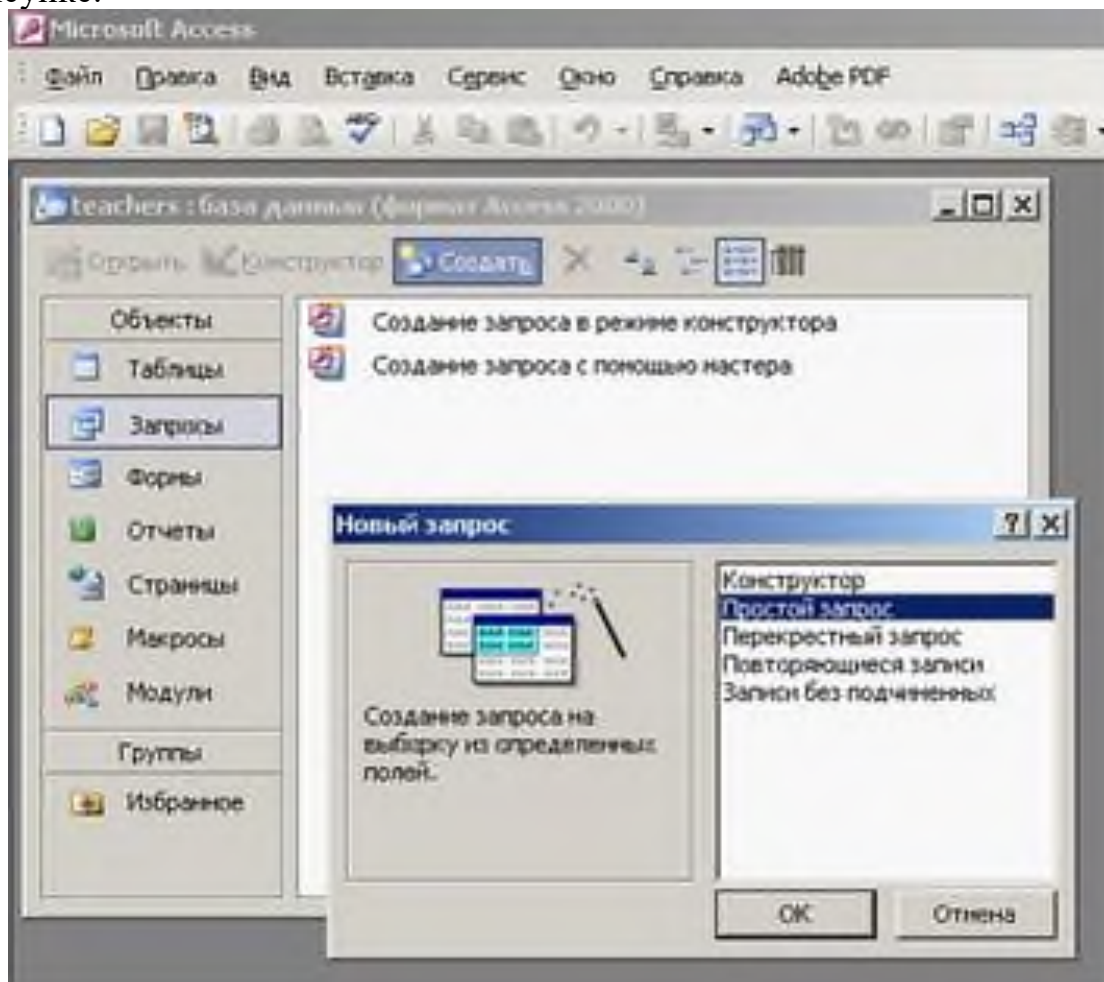 Microsoft Access
Файл Правка Вид Вставка Сервис Окно Справка Adobe PDF
teachers : база данных (формат Access 2000)
Открыть Конструктор Создать
Объекты
Таблицы
Запросы
Формы
Отчеты
Страницы
Макросы
Модули
Группы
Избранное
Создание запроса в режиме конструктора
Создание запроса с помощью мастера
Новый запрос
Создание запроса на
выборку из определенных
полей.
Конструктор
Простой запрос
Перекрестный запрос
Повторяющиеся записи
Записи без подчиненных
ОК Отмена